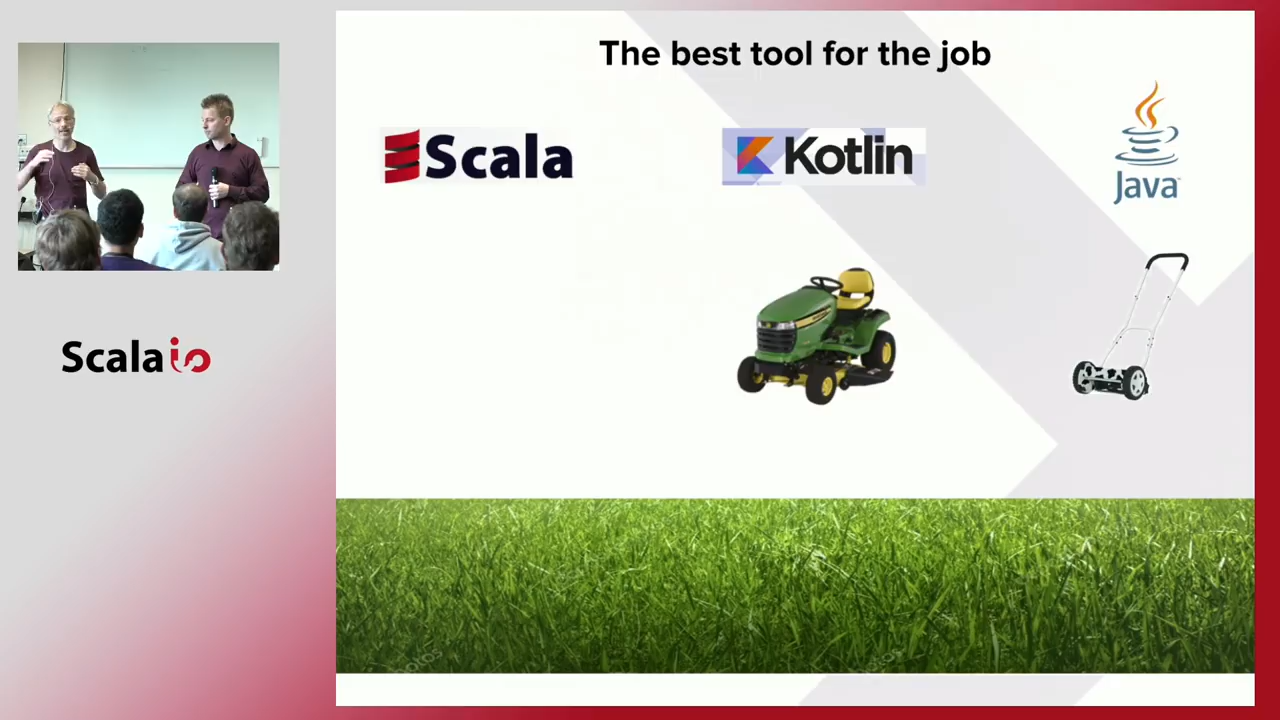 The best tool for the job
Scala
Kotlin
Java
Scala io